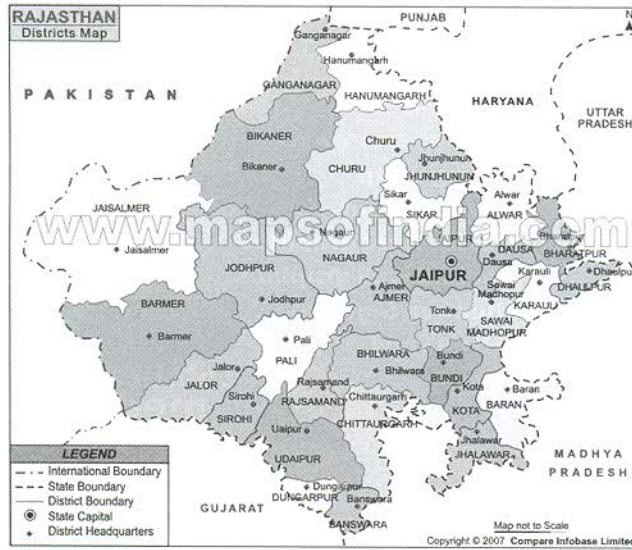 RAJASTHAN
Districts Map
PUNJAB
N
Ganganagar
Hanumangarh
GANGANAGAR
HANUMANGARH
PAKISTAN
HARYANA
UTTAR
PRADESH
BIKANER
Bikaner
Churu
CHURU
Jhunjhunun
JHUNJHUNUN
Sikar
SIKAR
Alwar
ALWAR
JAISALMER
Jaisalmer
www.mapsofindia.com
Nagaur
NAGAUR
JAIPUR
JAIPUR
DAUSA
Dausa
Bharatpur
BHARATPUR
Dhaulpur
DHAULPUR
Karauli
KARAULI
JODHPUR
Jodhpur
Ajmer
AJMER
Tonk
TONK
Sawai
Madhopur
SAWAI
MADHOPUR
BARMER
Barmer
Pali
PALI
BHILWARA
Bhilwara
Bundi
BUNDI
Kota
KOTA
Baran
BARAN
Jalor
JALOR
Sirohi
SIROHI
Rajsamand
RAJSAMAND
Chittaurgarh
CHITTAURGARH
Jhalawar
JHALAWAR
Uaipur
UDAIPUR
Dungarpur
DUNGARPUR
Banswara
BANSWARA
GUJARAT
MADHYA
PRADESH
LEGEND
International Boundary
State Boundary
District Boundary
State Capital
District Headquarters
Map not to Scale
Copyright © 2007 Compare Infobase Limited